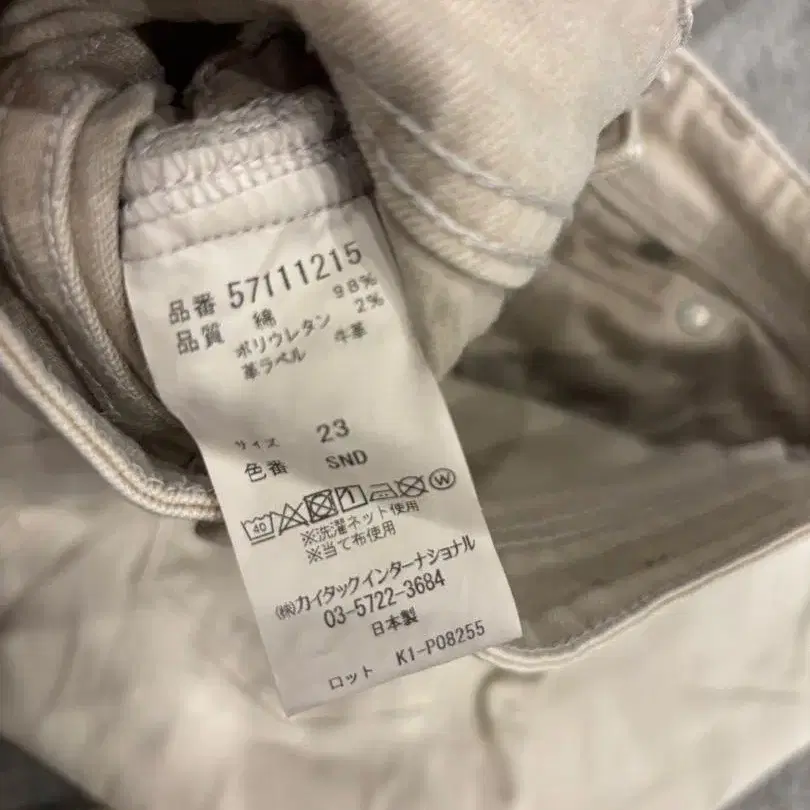 品番 57111215
品質 綿 98%
ポリウレタン 2%
革ラベル 牛革
サイズ 23
色番 SND
40 W
※洗濯ネット使用
※当て布使用
㈱カイタックインターナショナル
03-5722-3684
日本製
ロット K1-P08255